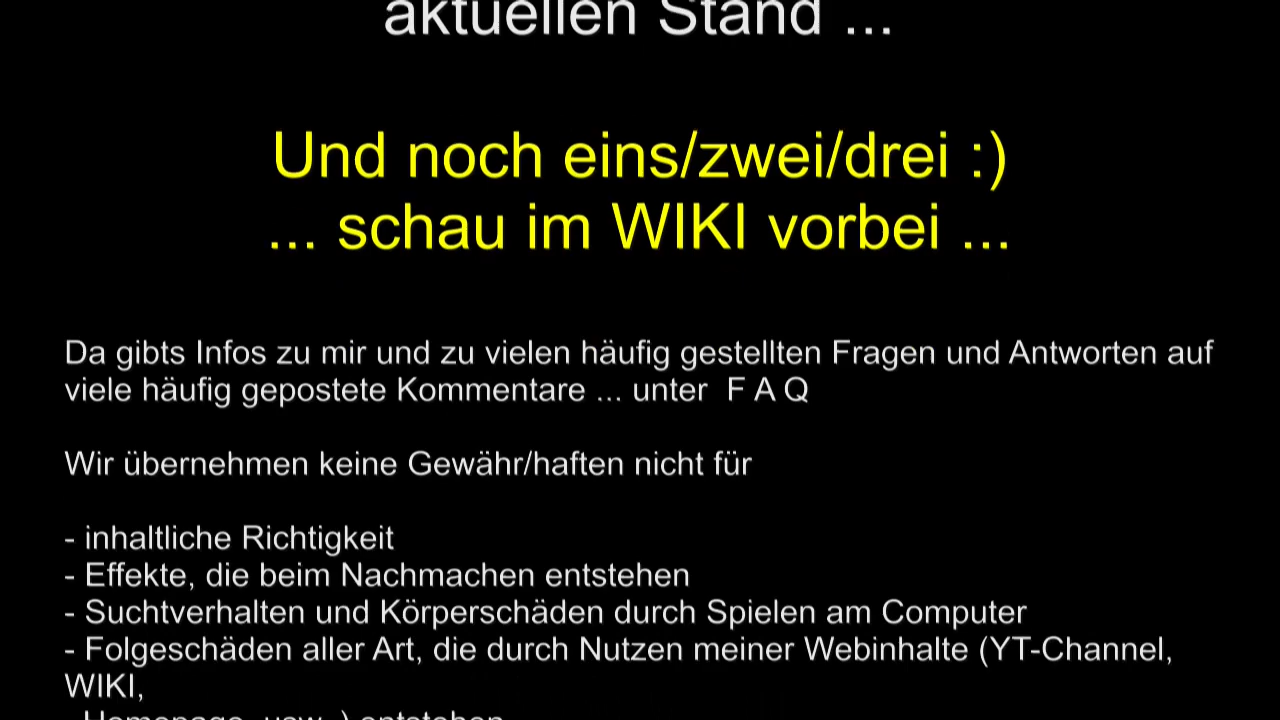 aktuellen Stand ...
Und noch eins/zwei/drei :)
... schau im WIKI vorbei ...
Da gibts Infos zu mir und zu vielen häufig gestellten Fragen und Antworten auf
viele häufig gepostete Kommentare ... unter  F A Q
Wir übernehmen keine Gewähr/haften nicht für
- inhaltliche Richtigkeit
- Effekte, die beim Nachmachen entstehen
- Suchtverhalten und Körperschäden durch Spielen am Computer
- Folgeschäden aller Art, die durch Nutzen meiner Webinhalte (YT-Channel,
WIKI,
Homepage, usw. ) entstehen